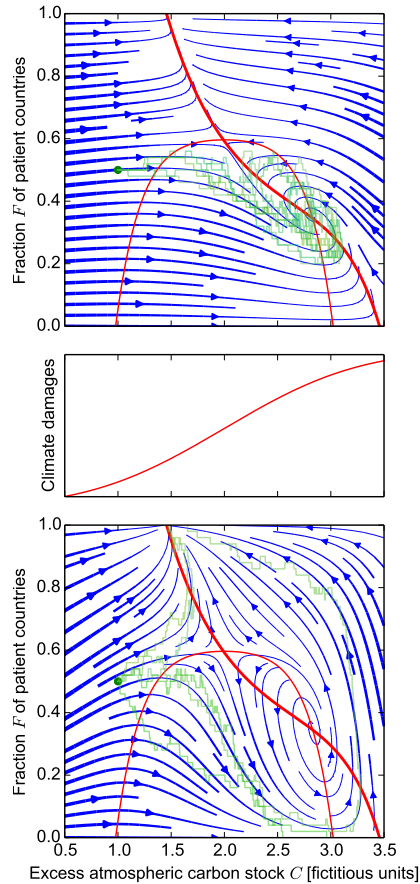 1.0
0.8
0.6
0.4
0.2
0.0
Fraction F of patient countries
Climate damages
1.0
0.8
0.6
0.4
0.2
0.0
Fraction F of patient countries
0.5 1.0 1.5 2.0 2.5 3.0 3.5
Excess atmospheric carbon stock C [fictitious units]